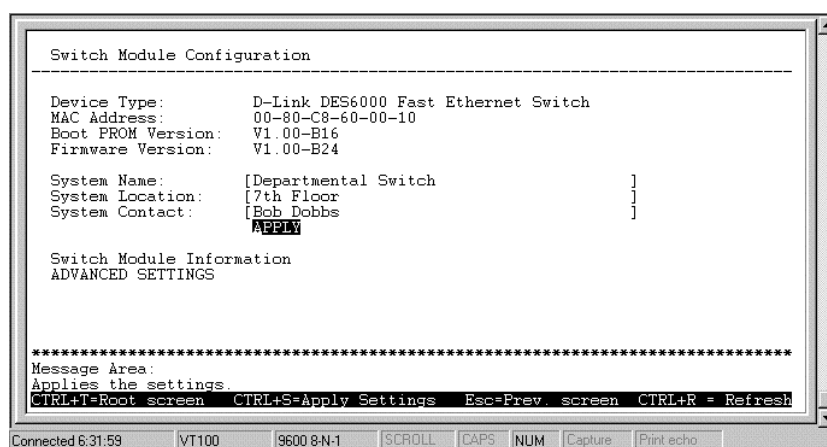 Switch Module Configuration
--------------------------------------------------------------------------------
Device Type: D-Link DES6000 Fast Ethernet Switch
MAC Address: 00-80-C8-60-00-10
Boot PROM Version: V1.00-B16
Firmware Version: V1.00-B24
System Name: [Departmental Switch ]
System Location: [7th Floor ]
System Contact: [Bob Dobbs ]
APPLY
Switch Module Information
ADVANCED SETTINGS
********************************************************************************
Message Area:
Applies the settings.
CTRL+T=Root screen CTRL+S=Apply Settings Esc=Prev. screen CTRL+R = Refresh
Connected 6:31:59 VT100 9600 8-N-1 SCROLL CAPS NUM Capture Print echo